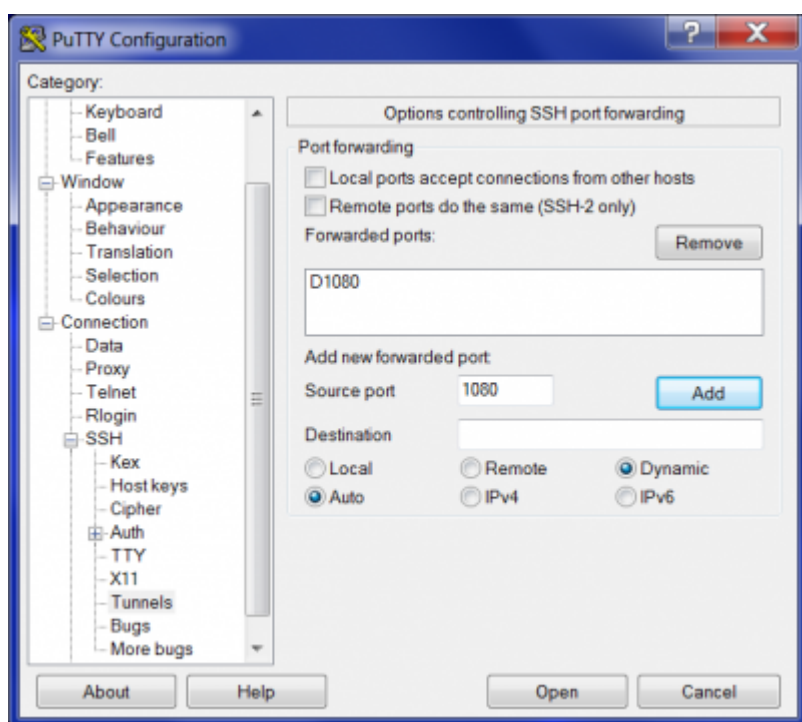 PuTTY Configuration
Category:
Keyboard
Bell
Features
Window
Appearance
Behaviour
Translation
Selection
Colours
Connection
Data
Proxy
Telnet
Rlogin
SSH
Kex
Host keys
Cipher
Auth
TTY
X11
Tunnels
Bugs
More bugs
Options controlling SSH port forwarding
Port forwarding
Local ports accept connections from other hosts
Remote ports do the same (SSH-2 only)
Forwarded ports:
Remove
D1080
Add new forwarded port:
Source port 1080 Add
Destination
Local Remote Dynamic
Auto IPv4 IPv6
About Help Open Cancel